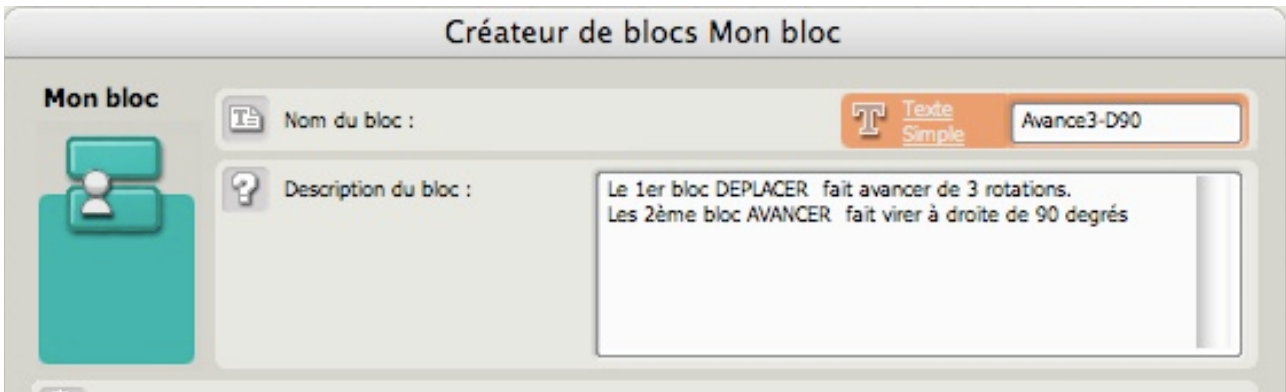 Créateur de blocs Mon bloc
Mon bloc
Nom du bloc :
Texte
Simple
Avance3-D90
Description du bloc :
Le 1er bloc DEPLACER fait avancer de 3 rotations.
Les 2ème bloc AVANCER fait virer à droite de 90 degrés